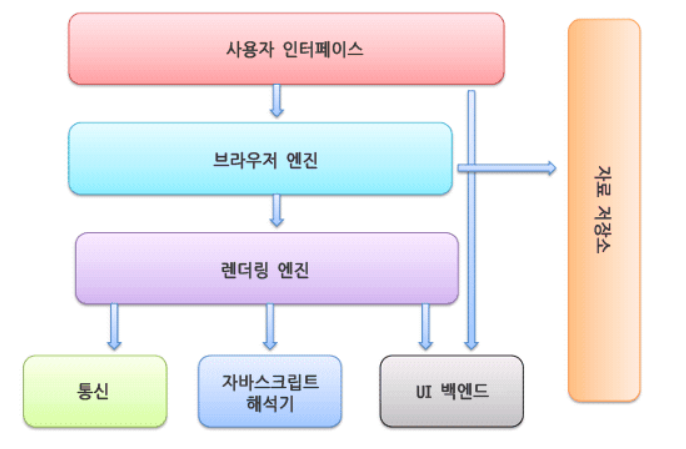 사용자 인터페이스
브라우저 엔진
자료 저장소
렌더링 엔진
통신
자바스크립트
해석기
UI 백엔드